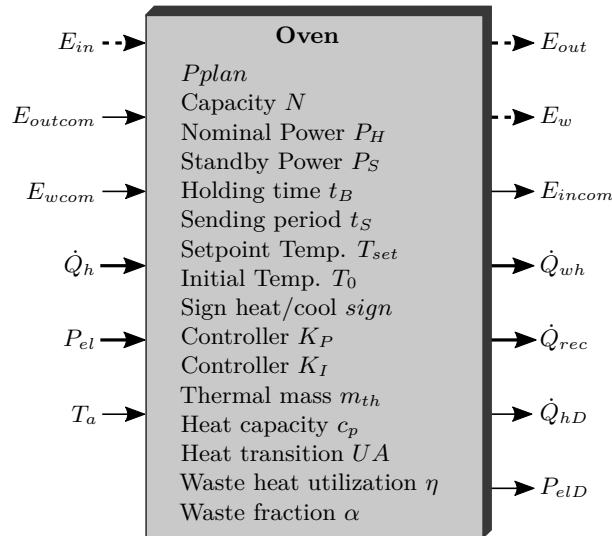 Oven
E_in
E_outcom
E_wcom
Q̇_h
P_el
T_a
Pplan
Capacity N
Nominal Power P_H
Standby Power P_S
Holding time t_B
Sending period t_S
Setpoint Temp. T_set
Initial Temp. T_0
Sign heat/cool sign
Controller K_P
Controller K_I
Thermal mass m_th
Heat capacity c_p
Heat transition UA
Waste heat utilization η
Waste fraction α
E_out
E_w
E_incom
Q̇_wh
Q̇_rec
Q̇_hD
P_elD